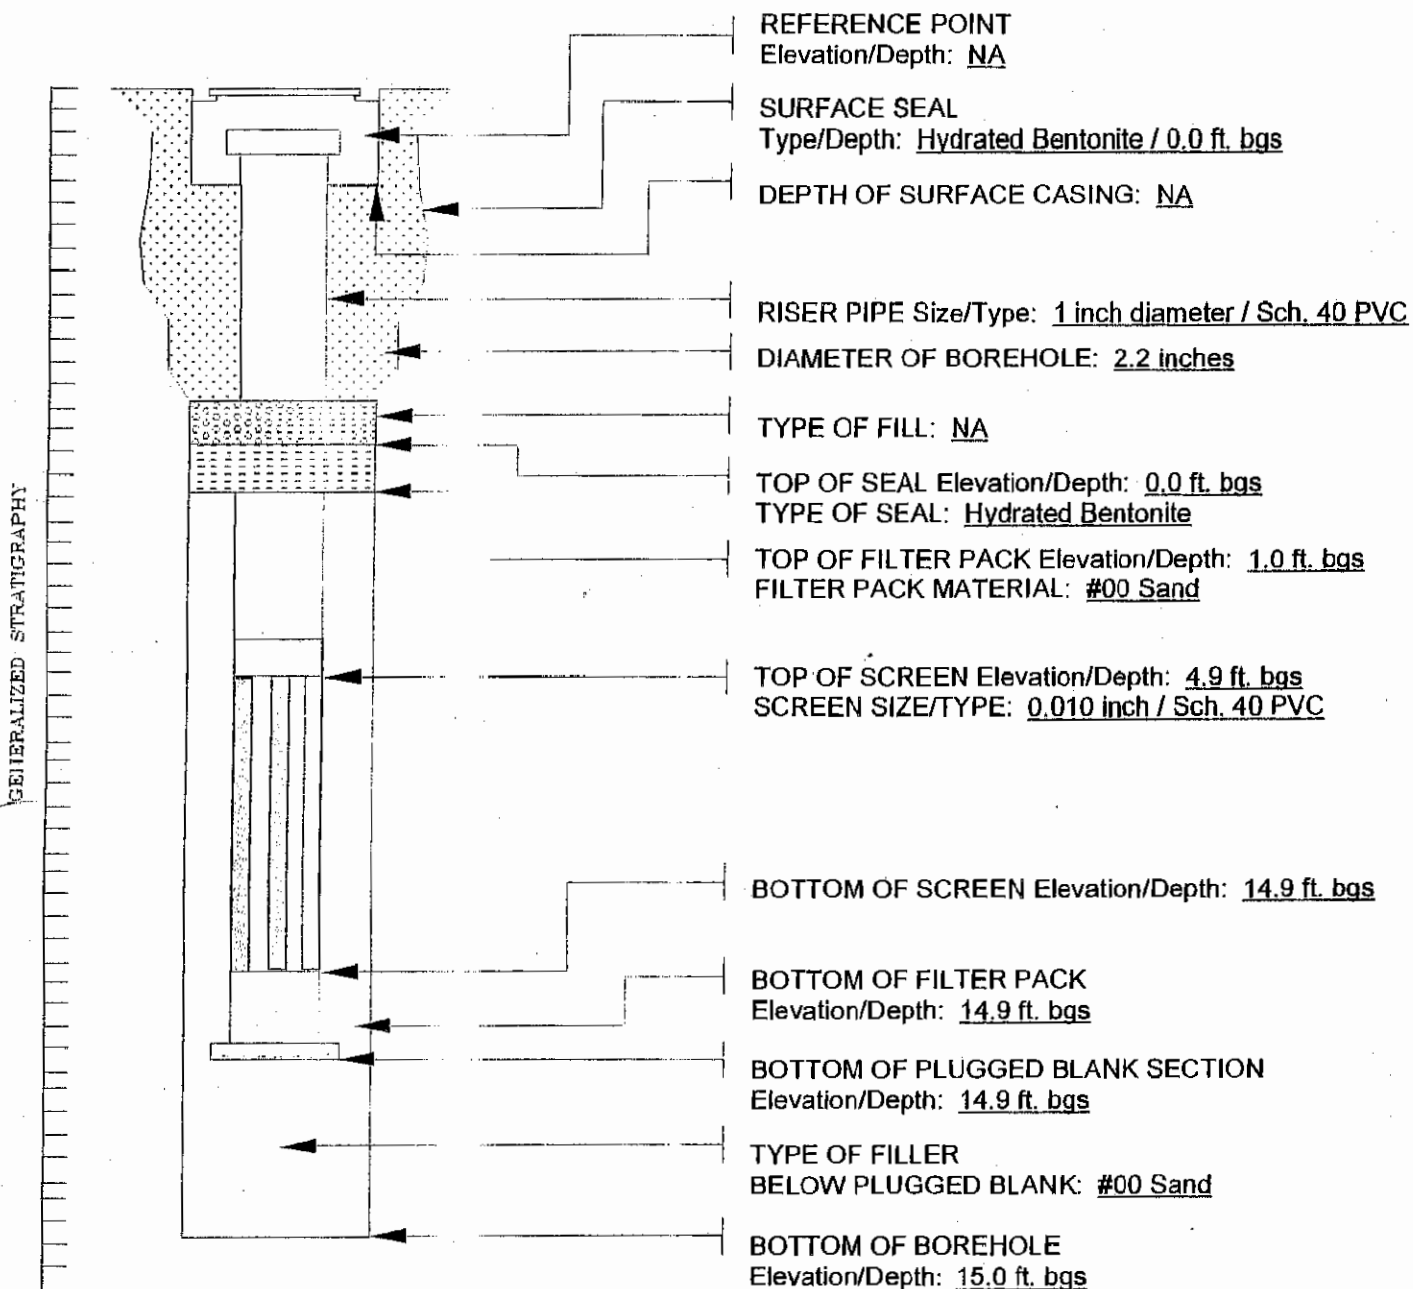 REFERENCE POINT
Elevation/Depth: NA
SURFACE SEAL
Type/Depth: Hydrated Bentonite / 0.0 ft. bgs
DEPTH OF SURFACE CASING: NA
RISER PIPE Size/Type: 1 inch diameter / Sch. 40 PVC
DIAMETER OF BOREHOLE: 2.2 inches
TYPE OF FILL: NA
TOP OF SEAL Elevation/Depth: 0.0 ft. bgs
TYPE OF SEAL: Hydrated Bentonite
TOP OF FILTER PACK Elevation/Depth: 1.0 ft. bgs
FILTER PACK MATERIAL: #00 Sand
TOP OF SCREEN Elevation/Depth: 4.9 ft. bgs
SCREEN SIZE/TYPE: 0.010 inch / Sch. 40 PVC
BOTTOM OF SCREEN Elevation/Depth: 14.9 ft. bgs
BOTTOM OF FILTER PACK
Elevation/Depth: 14.9 ft. bgs
BOTTOM OF PLUGGED BLANK SECTION
Elevation/Depth: 14.9 ft. bgs
TYPE OF FILLER
BELOW PLUGGED BLANK: #00 Sand
BOTTOM OF BOREHOLE
Elevation/Depth: 15.0 ft. bgs
GENERALIZED STRATIGRAPHY